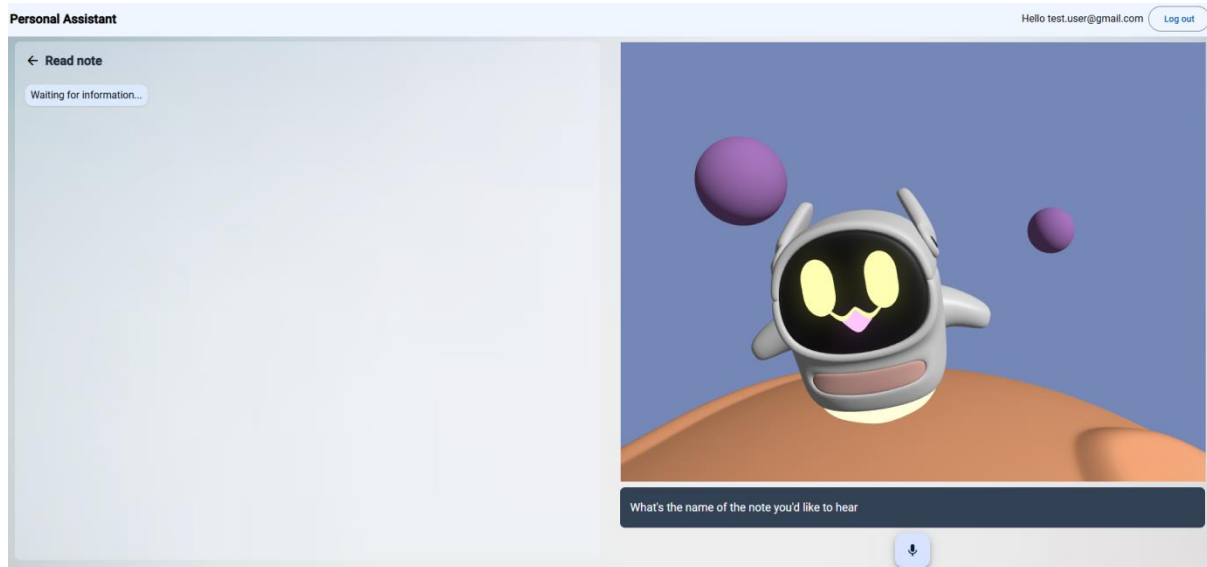 Personal Assistant
Hello test.user@gmail.com Log out
← Read note
Waiting for information...
What's the name of the note you'd like to hear